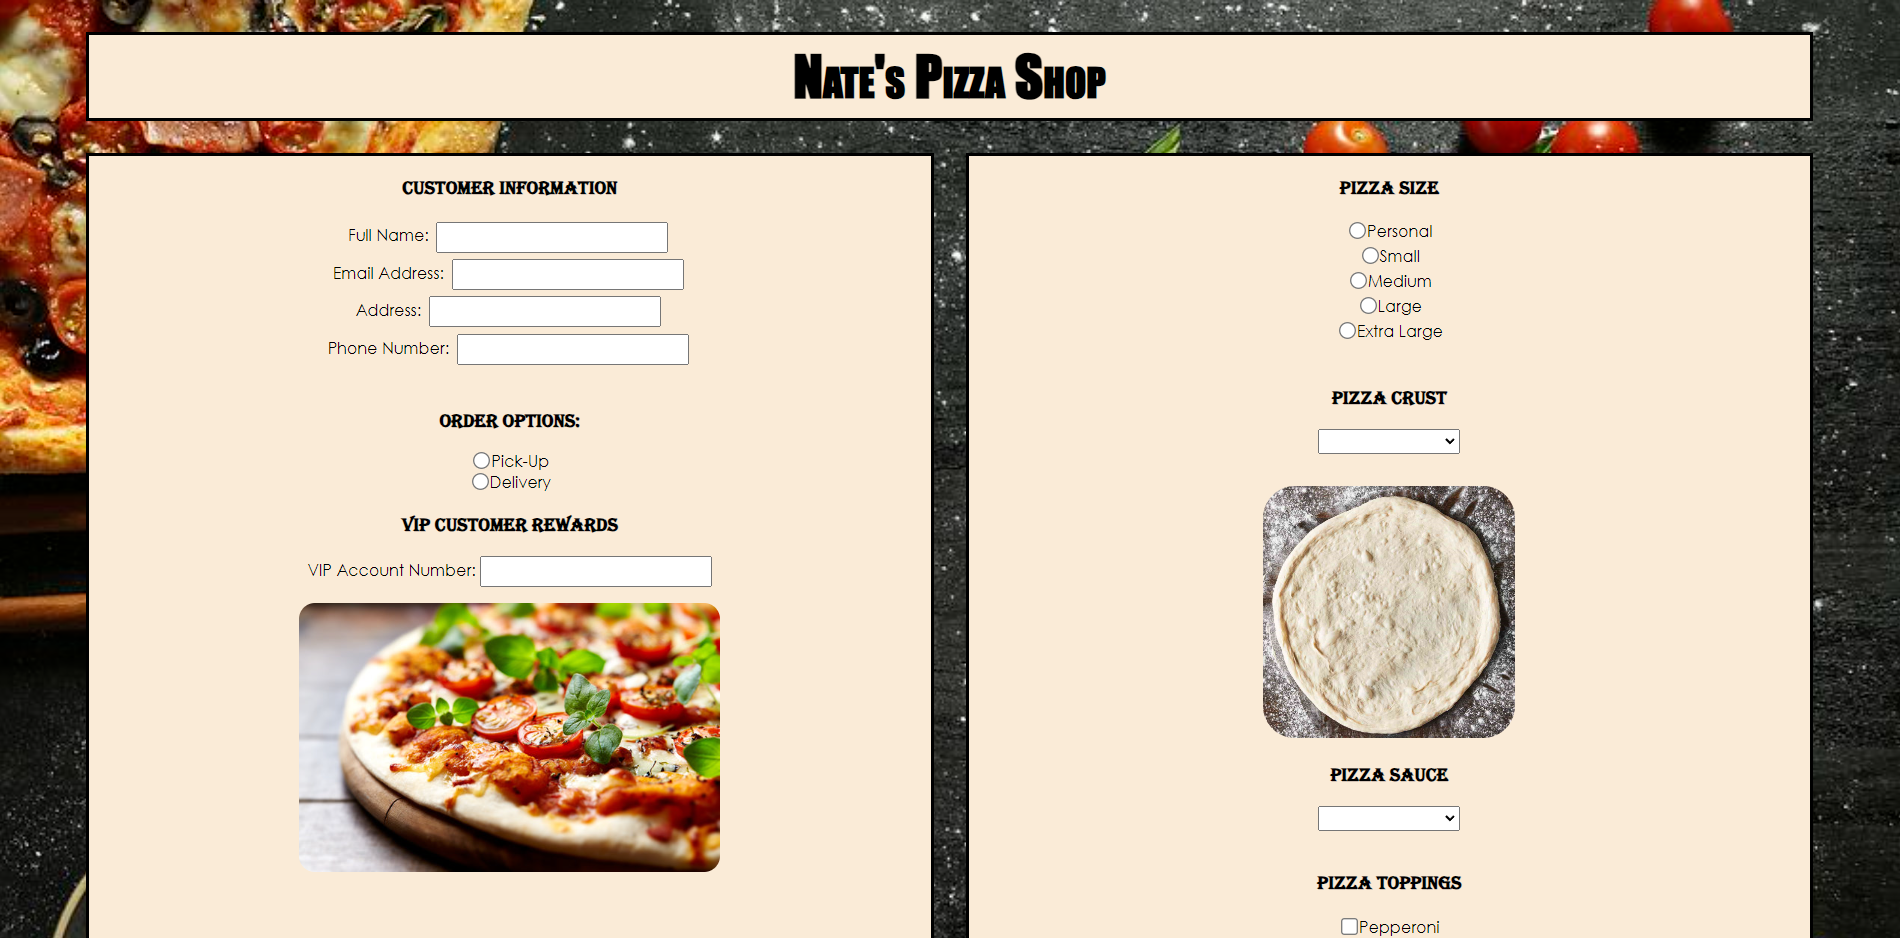 Nate's Pizza Shop
Customer Information
Full Name:
Email Address:
Address:
Phone Number:
Order Options:
Pick-Up
Delivery
VIP Customer Rewards
VIP Account Number:
Pizza Size
Personal
Small
Medium
Large
Extra Large
Pizza Crust
Pizza Sauce
Pizza Toppings
Pepperoni